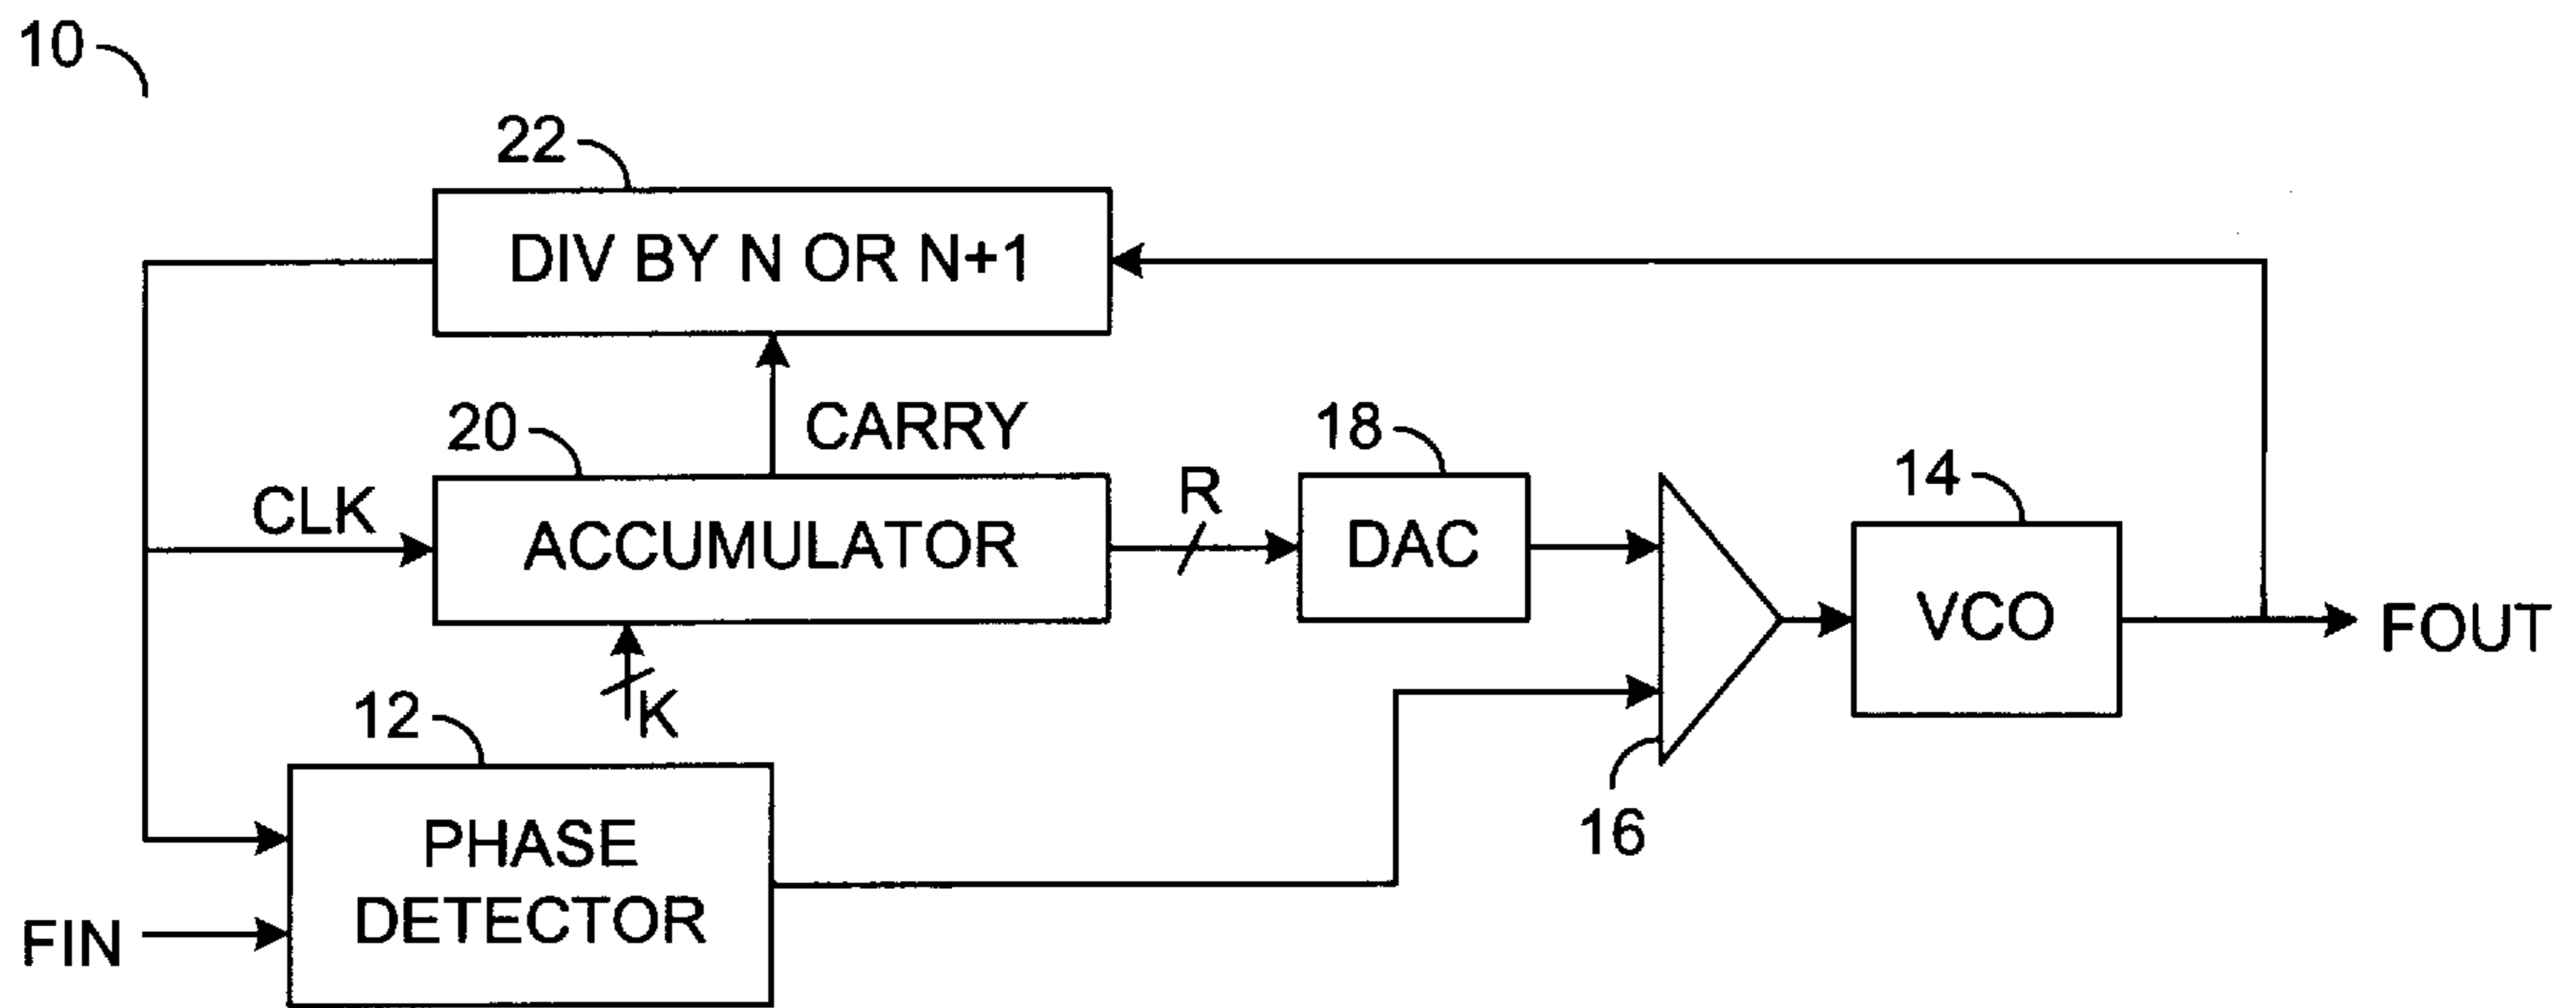 10
22
DIV BY N OR N+1
20
CARRY
18
14
CLK
ACCUMULATOR
R
DAC
VCO
FOUT
K
12
16
PHASE
DETECTOR
FIN